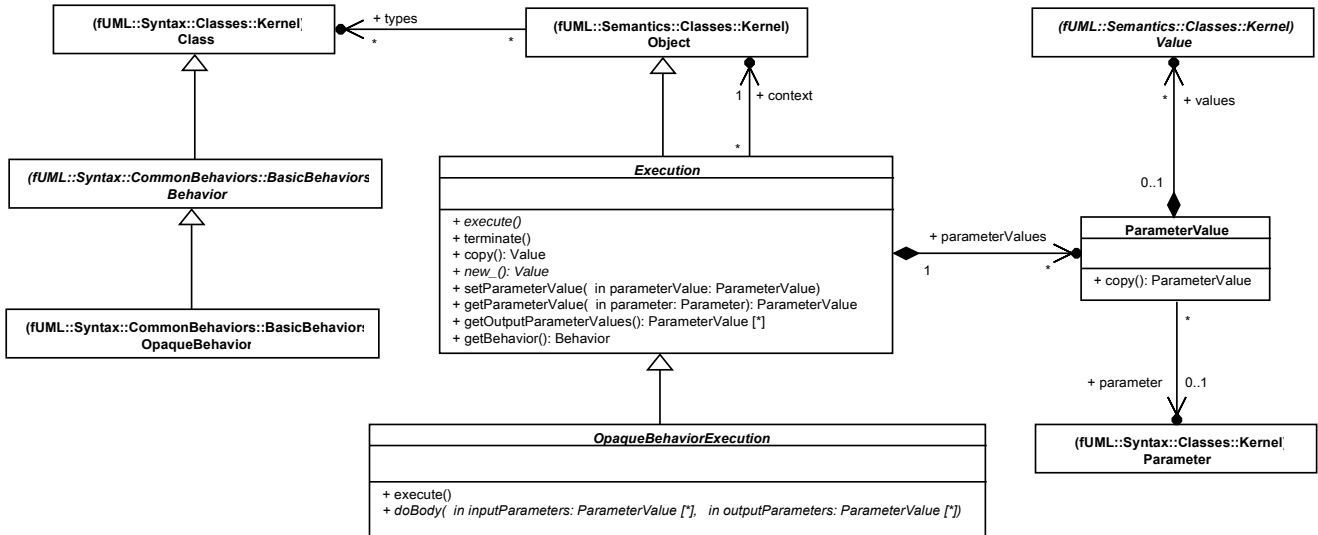 (fUML::Syntax::Classes::Kernel)
Class
+ types
*
*
(fUML::Semantics::Classes::Kernel)
Object
(fUML::Semantics::Classes::Kernel)
Value
1
+ context
*
*
+ values
0..1
(fUML::Syntax::CommonBehaviors::BasicBehaviors
Behavior
Execution
+ execute()
+ terminate()
+ copy(): Value
+ new_(): Value
+ setParameterValue( in parameterValue: ParameterValue)
+ getParameterValue( in parameter: Parameter): ParameterValue
+ getOutputParameterValues(): ParameterValue [*]
+ getBehavior(): Behavior
+ parameterValues
1
*
ParameterValue
+ copy(): ParameterValue
*
+ parameter
0..1
(fUML::Syntax::CommonBehaviors::BasicBehaviors
OpaqueBehavior
OpaqueBehaviorExecution
+ execute()
+ doBody( in inputParameters: ParameterValue [*], in outputParameters: ParameterValue [*])
(fUML::Syntax::Classes::Kernel)
Parameter